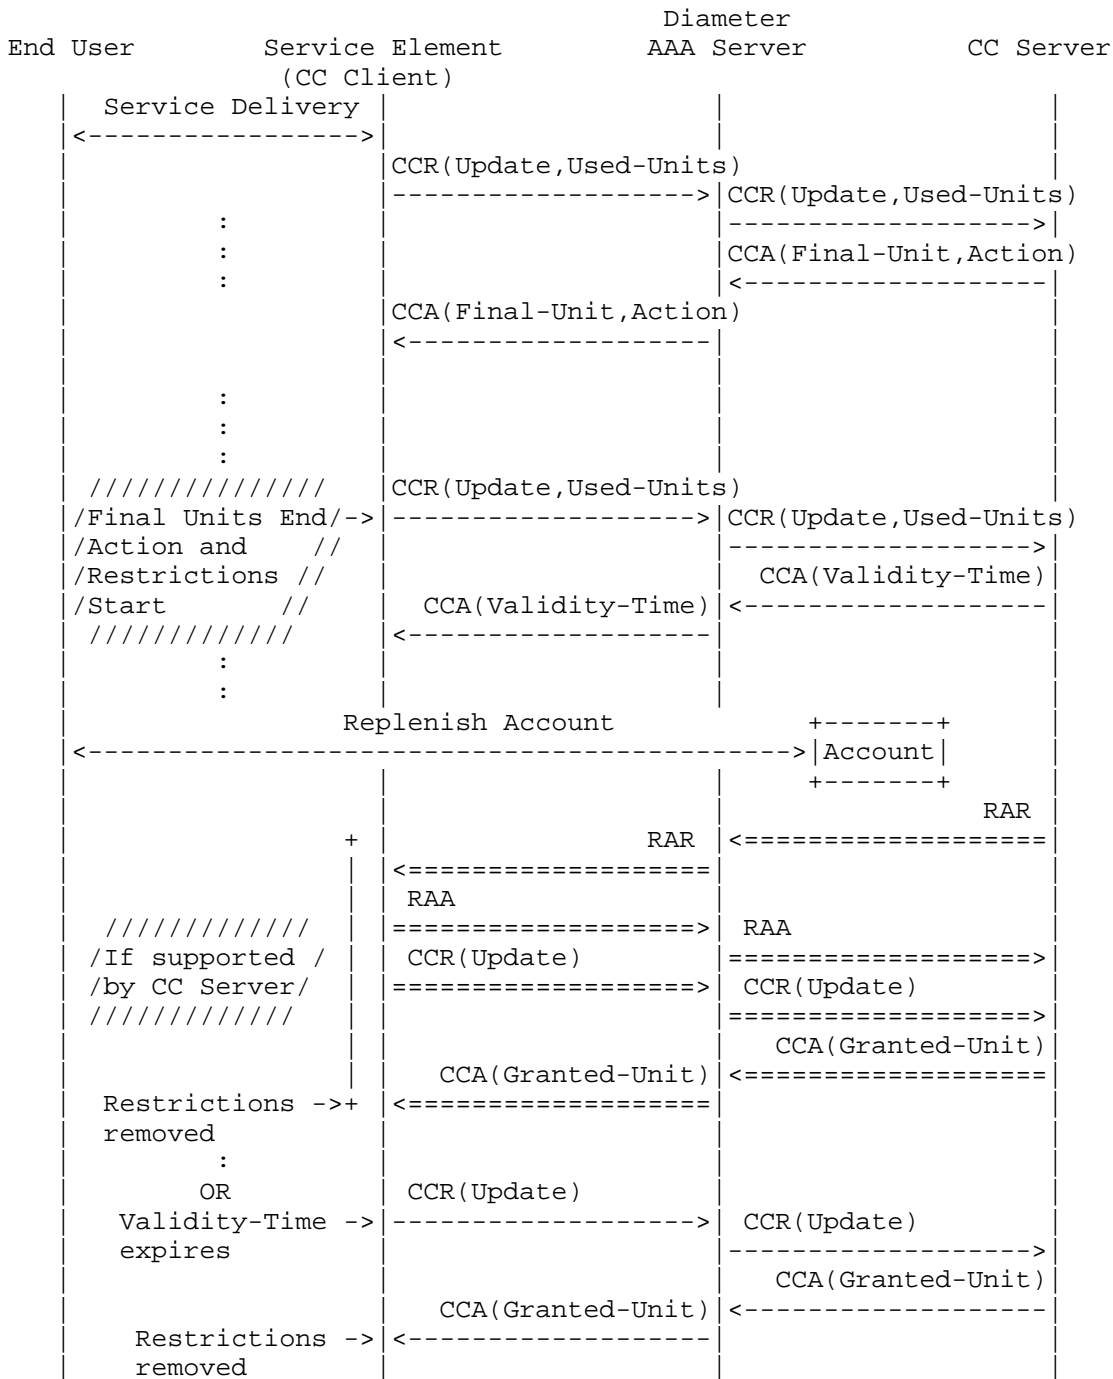 Diameter
End User        Service Element         AAA Server          CC Server
                 (CC Client)
   |  Service Delivery |                    |                    |
   |<----------------->|                    |                    |
   |                   |CCR(Update,Used-Units)                   |
   |                   |------------------->|CCR(Update,Used-Units)
   |         :         |                    |------------------->|
   |         :         |                    |CCA(Final-Unit,Action)
   |         :         |                    |<-------------------|
   |                   |CCA(Final-Unit,Action)                   |
   |                   |<-------------------|                    |
   |                   |                    |                    |
   |         :         |                    |                    |
   |         :         |                    |                    |
   |         :         |                    |                    |
   | ///////////////   |CCR(Update,Used-Units)                   |
   |/Final Units End/->|------------------->|CCR(Update,Used-Units)
   |/Action and    //  |                    |------------------->|
   |/Restrictions //   |                    |  CCA(Validity-Time)|
   |/Start       //    |  CCA(Validity-Time)|<-------------------|
   | /////////////     |<-------------------|                    |
   |         :         |                    |                    |
   |         :         |                    |                    |
   |                 Replenish Account            +-------+      |
   |<-------------------------------------------->|Account|      |
   |                   |                    |     +-------+      |
   |                   |                    |                RAR |
   |                 + |                RAR |<===================|
   |                 | |<===================|                    |
   |                 | | RAA                |                    |
   |  /////////////  | |===================>| RAA                |
   | /If supported / | | CCR(Update)        |===================>|
   | /by CC Server/  | |===================>| CCR(Update)        |
   | /////////////   | |                    |===================>|
   |                 | |                    |   CCA(Granted-Unit)|
   |                 | |   CCA(Granted-Unit)|<===================|
   |  Restrictions ->+ |<===================|                    |
   |  removed          |                    |                    |
   |         :         |                    |                    |
   |        OR         | CCR(Update)        |                    |
   |   Validity-Time ->|------------------->| CCR(Update)        |
   |   expires         |                    |------------------->|
   |                   |                    |   CCA(Granted-Unit)|
   |                   |   CCA(Granted-Unit)|<-------------------|
   |    Restrictions ->|<-------------------|                    |
   |    removed        |                    |                    |